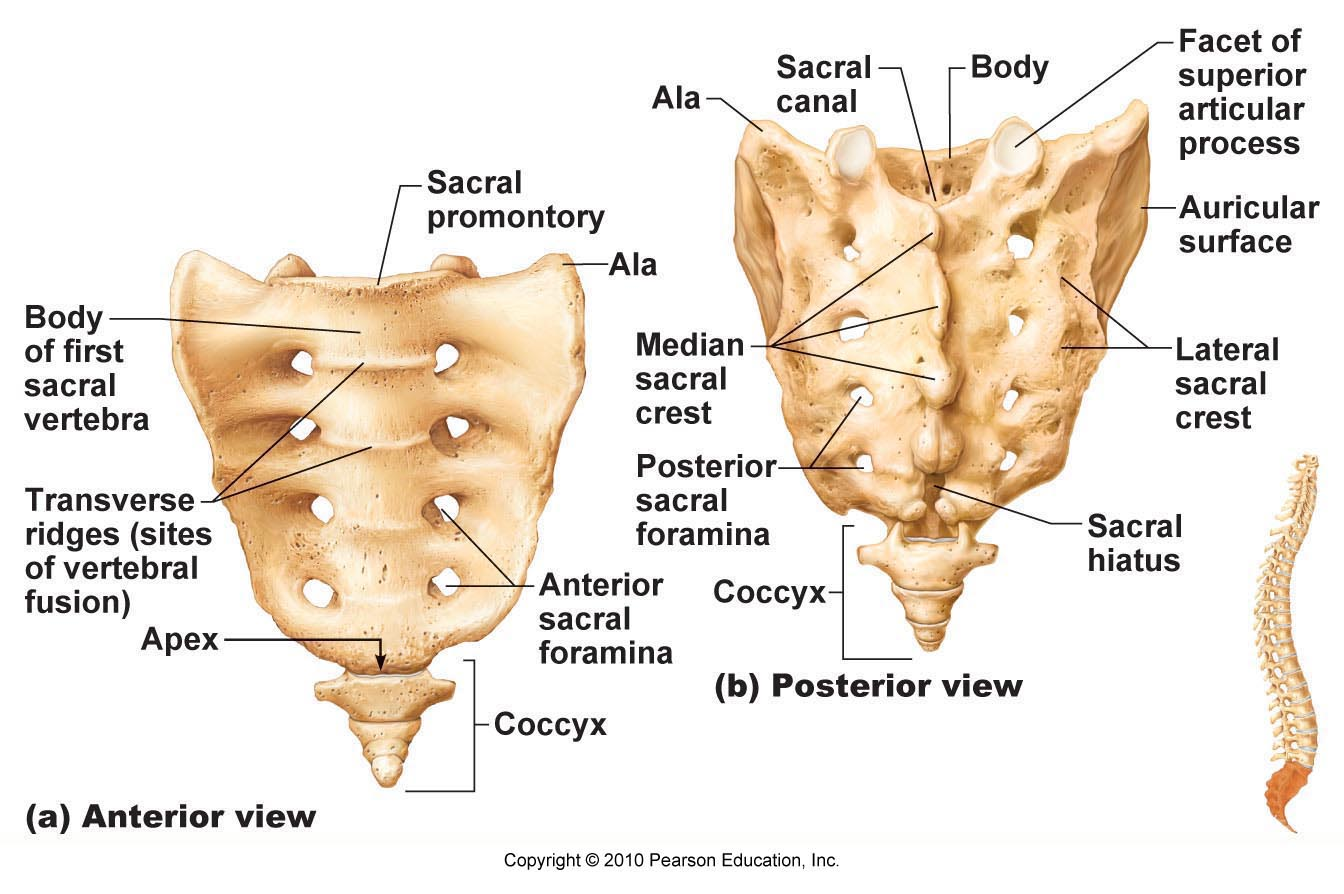 Sacral
promontory
Ala
Body
of first
sacral
vertebra
Transverse
ridges (sites
of vertebral
fusion)
Apex
Anterior
sacral
foramina
Coccyx
(a) Anterior view
Ala
Sacral
canal
Body
Facet of
superior
articular
process
Auricular
surface
Median
sacral
crest
Lateral
sacral
crest
Posterior
sacral
foramina
Sacral
hiatus
Coccyx
(b) Posterior view
Copyright © 2010 Pearson Education, Inc.